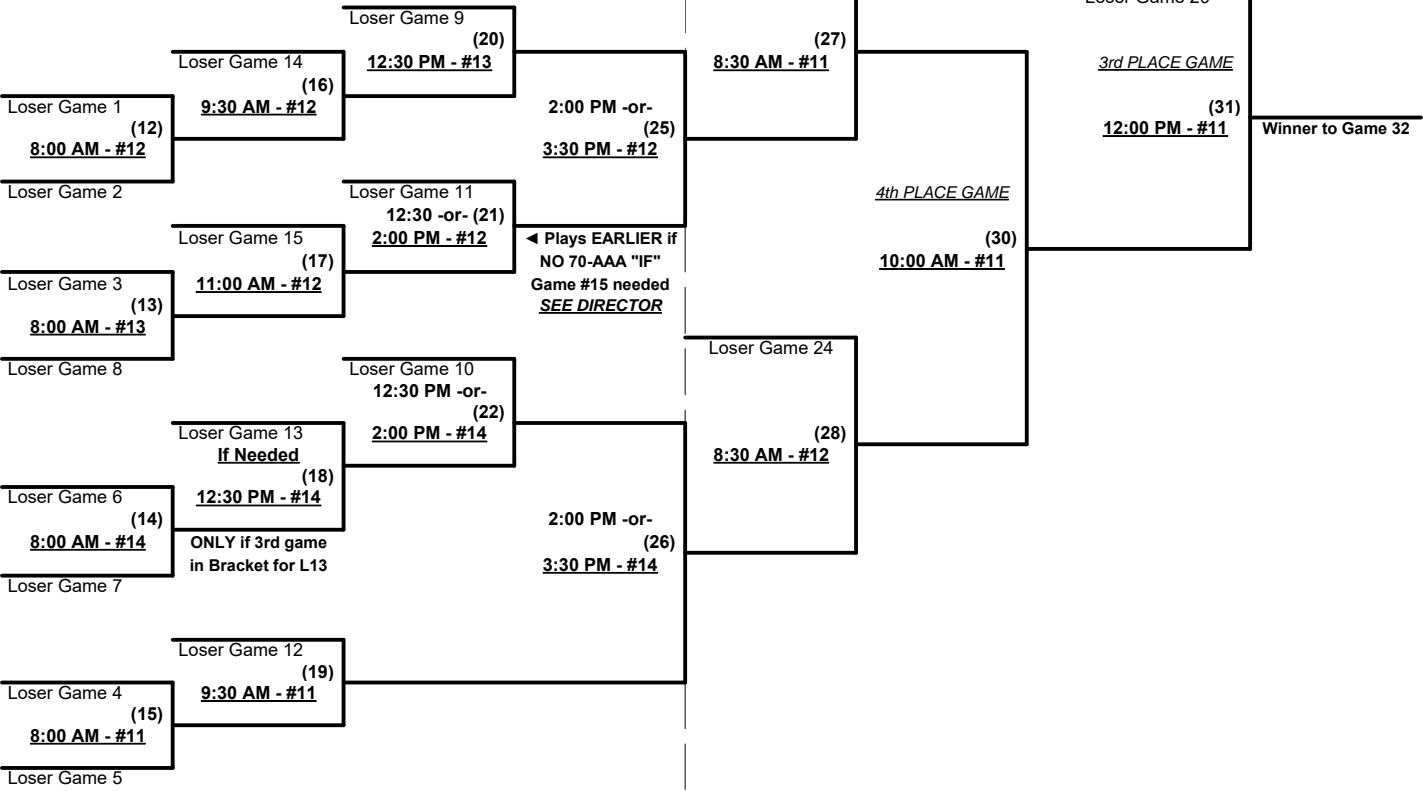 Loser Game 9
(20)
12:30 PM - #13
Loser Game 14
(16)
9:30 AM - #12
Loser Game 1
(12)
8:00 AM - #12
Loser Game 2
2:00 PM -or-
(25)
3:30 PM - #12
Loser Game 11
12:30 -or- (21)
2:00 PM - #12
◄ Plays EARLIER if
NO 70-AAA "IF"
Game #15 needed
SEE DIRECTOR
Loser Game 15
(17)
11:00 AM - #12
Loser Game 3
(13)
8:00 AM - #13
Loser Game 8
Loser Game 10
12:30 PM -or-
(22)
2:00 PM - #14
Loser Game 13
If Needed
(18)
12:30 PM - #14
ONLY if 3rd game
in Bracket for L13
Loser Game 6
(14)
8:00 AM - #14
Loser Game 7
2:00 PM -or-
(26)
3:30 PM - #14
Loser Game 12
(19)
9:30 AM - #11
Loser Game 4
(15)
8:00 AM - #11
Loser Game 5
(27)
8:30 AM - #11
Loser Game 24
(28)
8:30 AM - #12
4th PLACE GAME
(30)
10:00 AM - #11
3rd PLACE GAME
(31)
12:00 PM - #11
Winner to Game 32